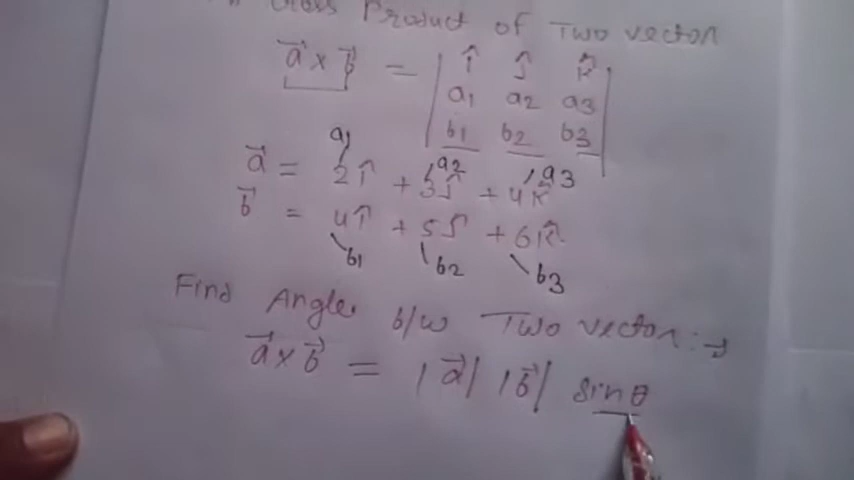 Cross Product of Two vector
a⃗ × b⃗ = | î ĵ k̂ |
a1 a2 a3
b1 b2 b3
a1 a2 a3
a⃗ = 2î + 3ĵ + 4k̂
b⃗ = 4î + 5ĵ + 6k̂
b1 b2 b3
Find Angle b/w Two vector:→
a⃗ × b⃗ = |a⃗| |b⃗| sinθ